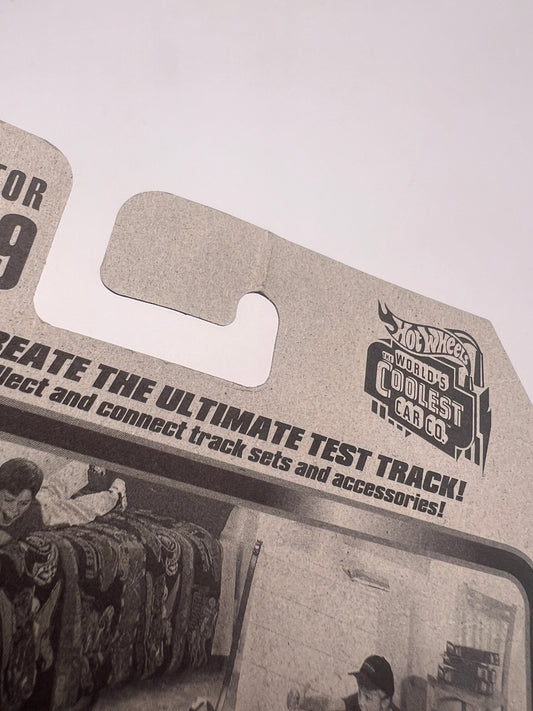 TOR
9
HOT WHEELS
THE
WORLD'S
COOLEST
CAR CO.
REATE THE ULTIMATE TEST TRACK!
llect and connect track sets and accessories!